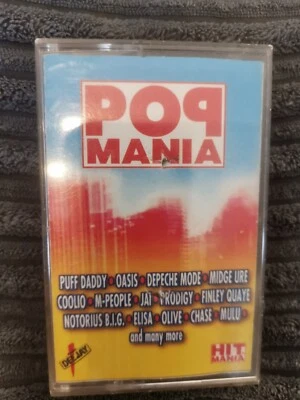 POP
MANIA
PUFF DADDY • OASIS • DEPECHE MODE • MIDGE URE
COOLIO • M-PEOPLE • JAÏ • PRODIGY • FINLEY QUAYE
NOTORIUS B.I.G. • ELISA • OLIVE • CHASE • MULU •
and many more
DEEJAY
HIT
MANIA